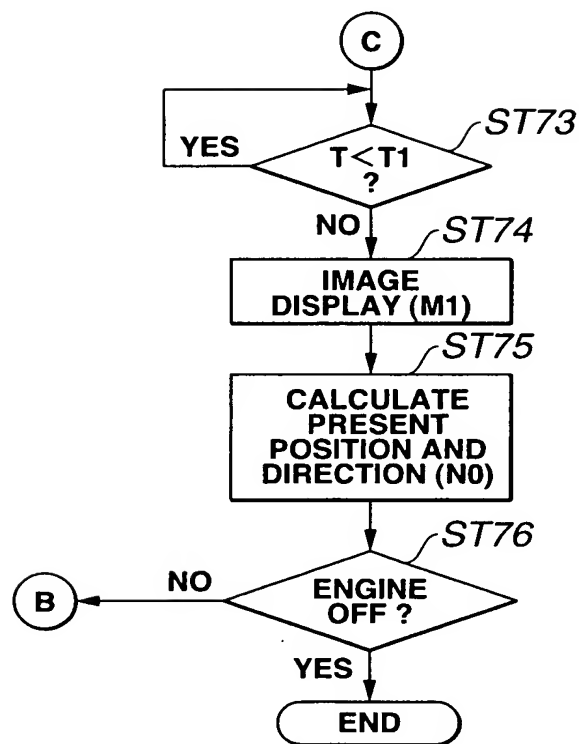 C
ST73
YES
T<T1
?
NO
ST74
IMAGE
DISPLAY (M1)
ST75
CALCULATE
PRESENT
POSITION AND
DIRECTION (N0)
ST76
NO
B
ENGINE
OFF ?
YES
END